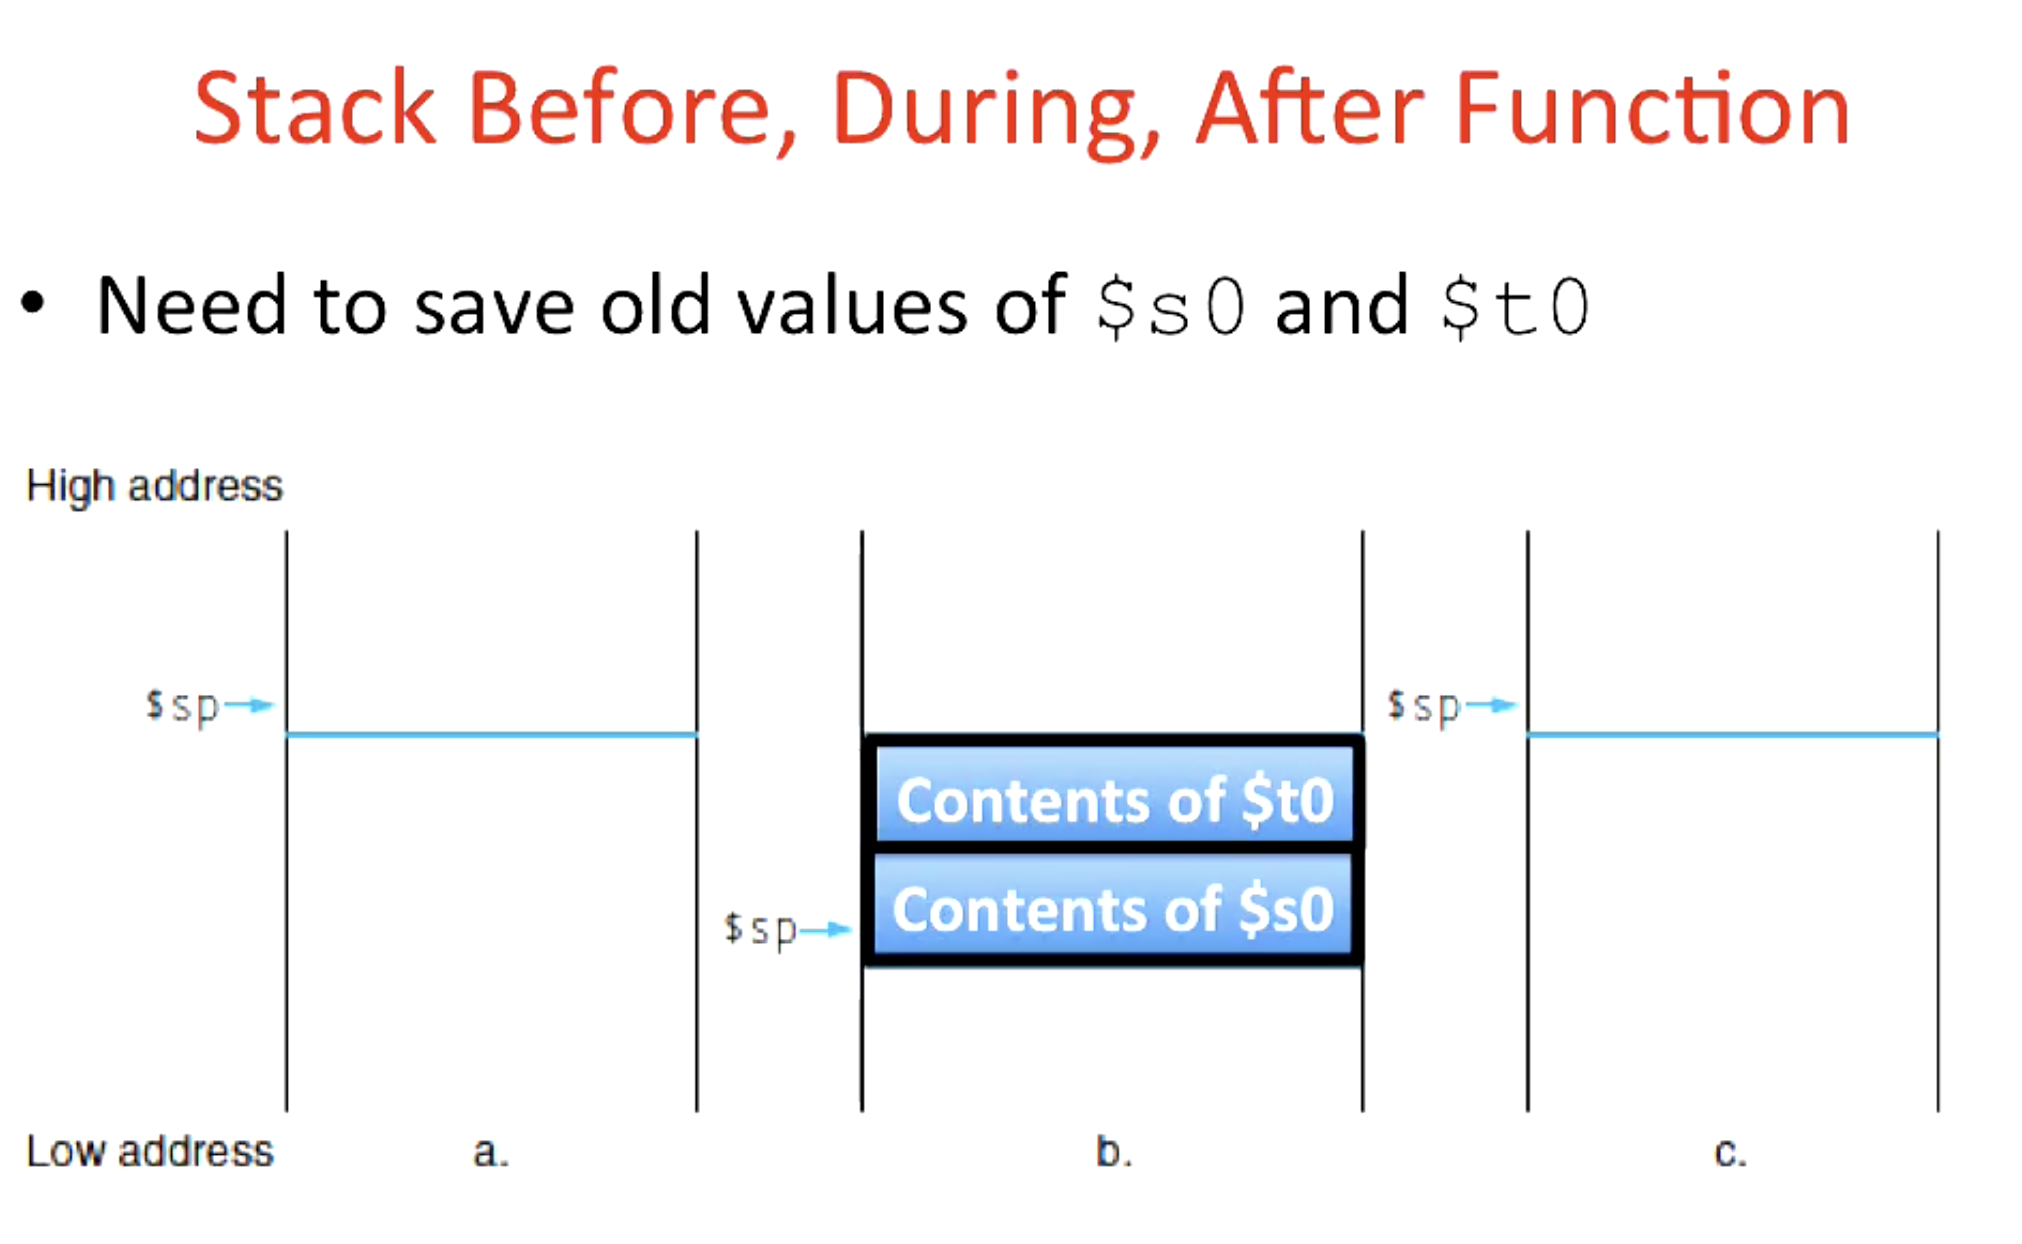 Stack Before, During, After Function
• Need to save old values of $s0 and $t0
High address
$sp
$sp
Contents of $t0
Contents of $s0
$sp
Low address
a.
b.
c.